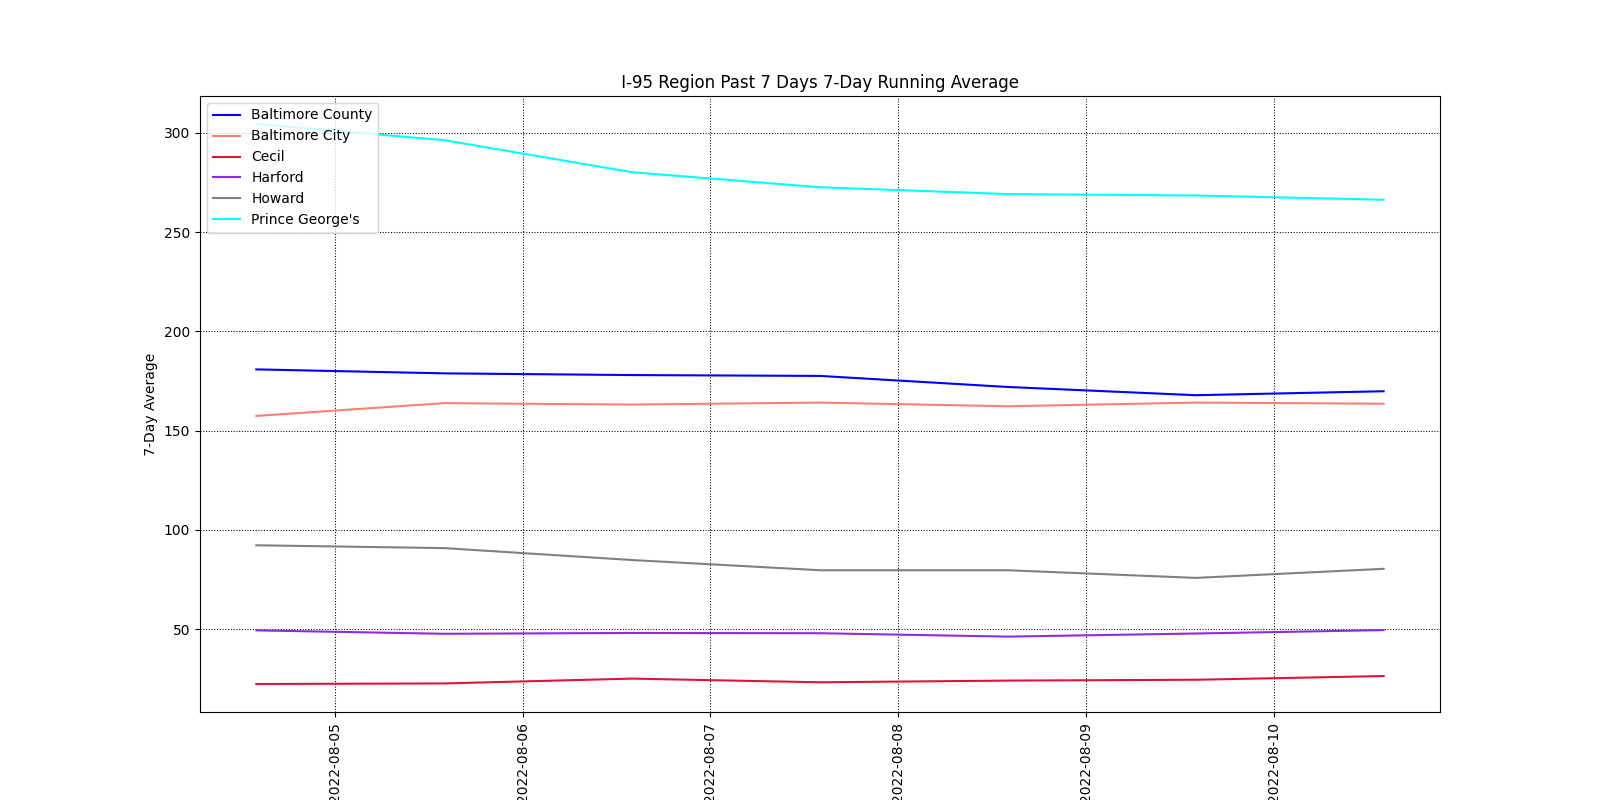 I-95 Region Past 7 Days 7-Day Running Average
Baltimore County
Baltimore City
Cecil
Harford
Howard
Prince George's
300
250
200
150
100
50
7-Day Average
2022-08-05
2022-08-06
2022-08-07
2022-08-08
2022-08-09
2022-08-10